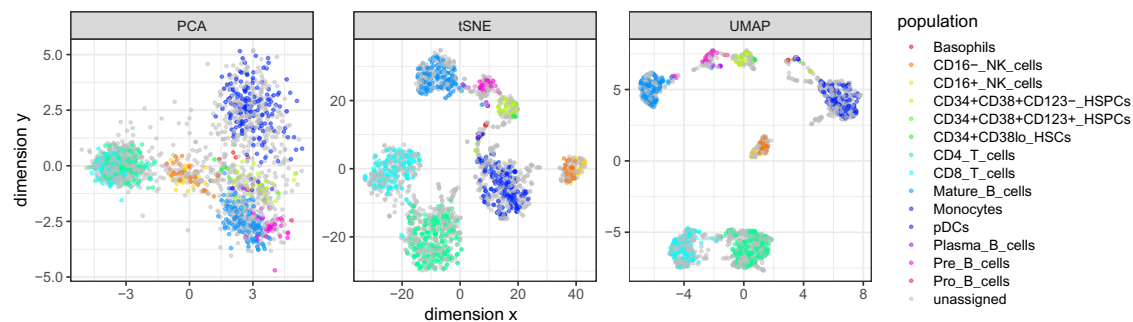 PCA
tSNE
UMAP
population
5.0
2.5
0.0
−2.5
−5.0
−3
0
3
dimension y
20
0
−20
−20
0
20
40
dimension x
5
0
−5
−4
0
4
8
Basophils
CD16−_NK_cells
CD16+_NK_cells
CD34+CD38+CD123−_HSPCs
CD34+CD38+CD123+_HSPCs
CD34+CD38lo_HSCs
CD4_T_cells
CD8_T_cells
Mature_B_cells
Monocytes
pDCs
Plasma_B_cells
Pre_B_cells
Pro_B_cells
unassigned